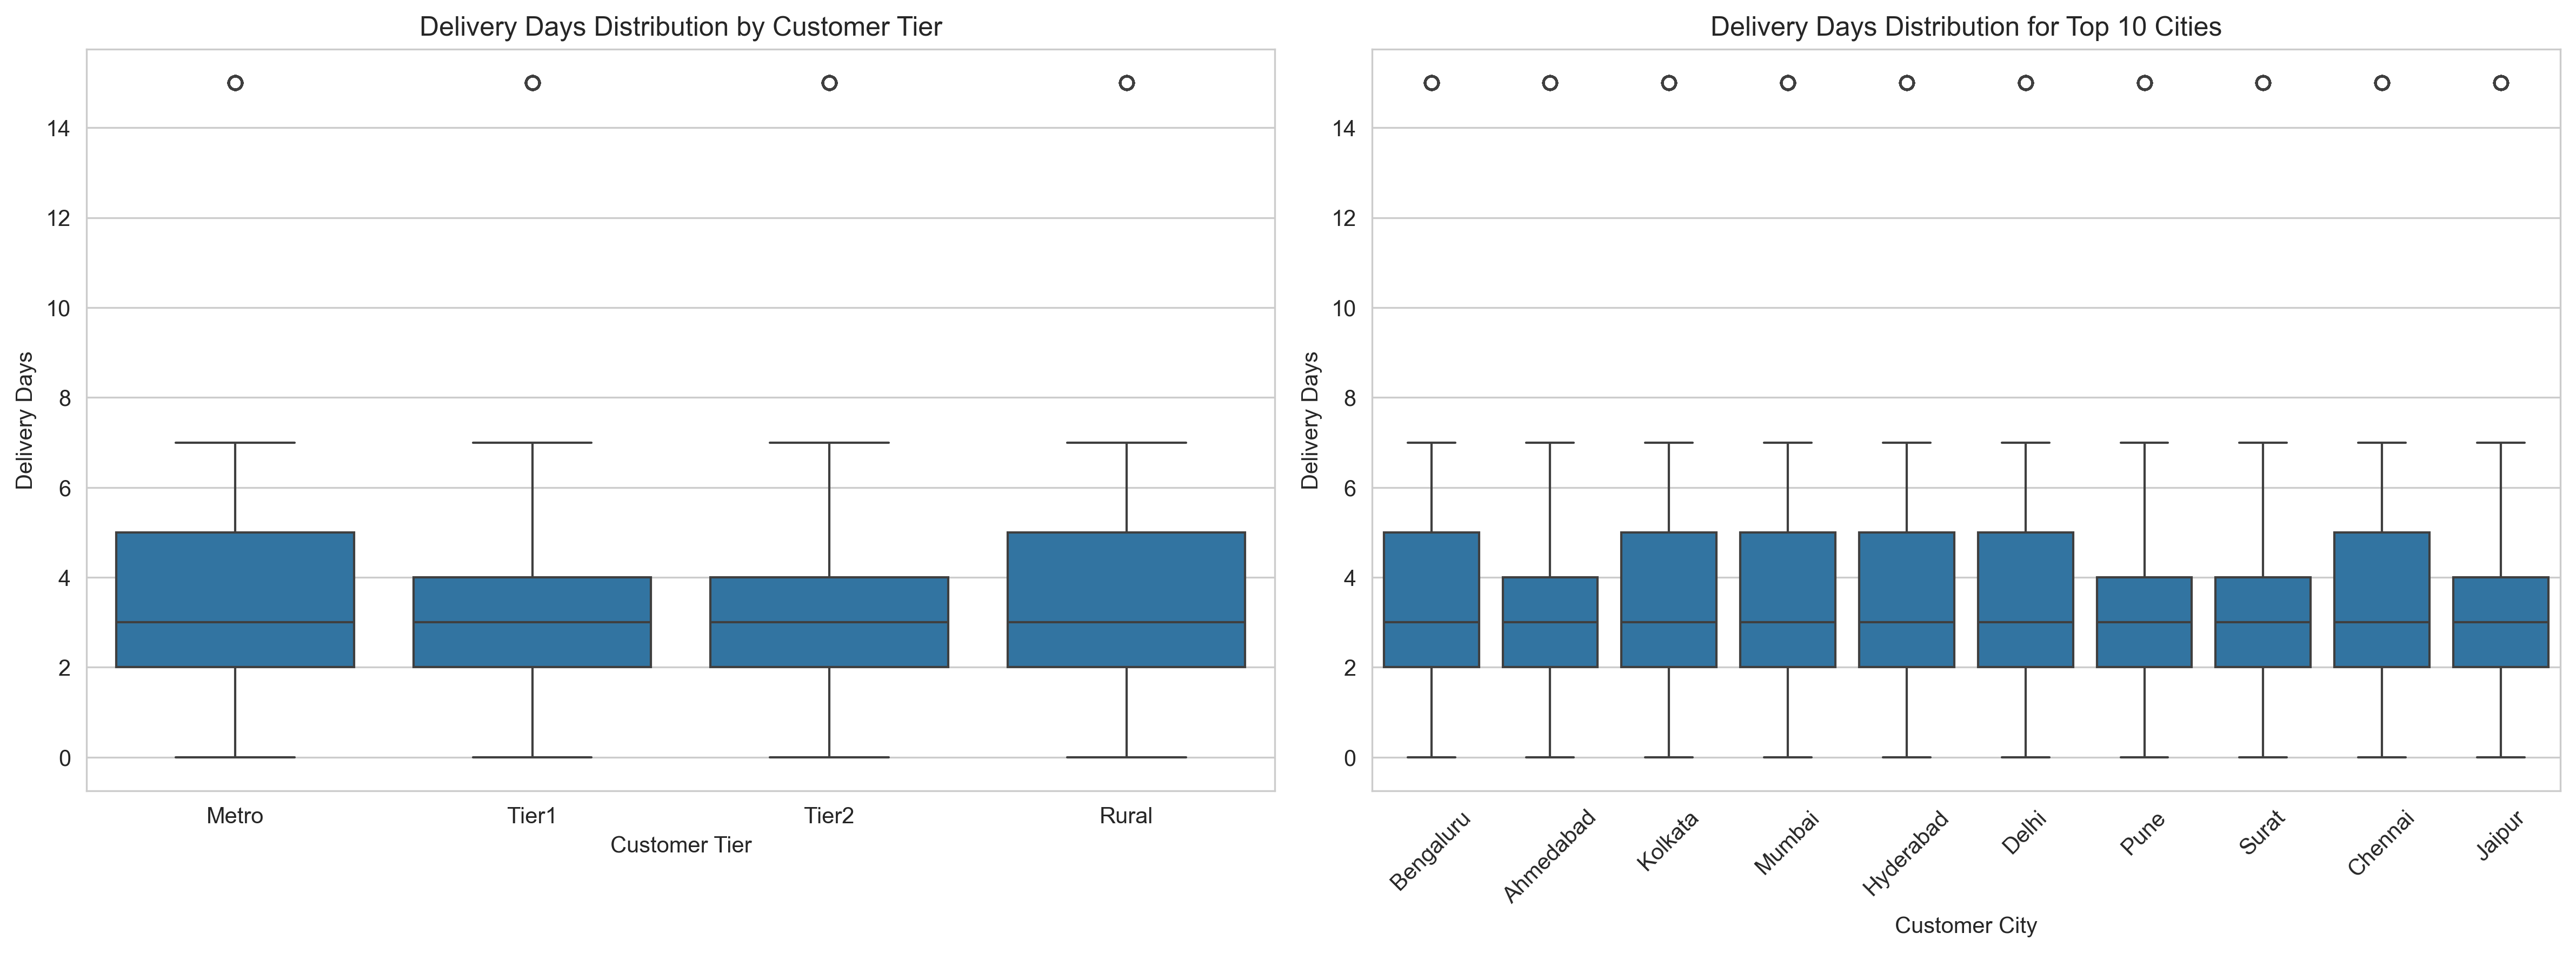 Delivery Days Distribution by Customer Tier
Delivery Days
14
12
10
8
6
4
2
0
Metro Tier1 Tier2 Rural
Customer Tier
Delivery Days Distribution for Top 10 Cities
Delivery Days
14
12
10
8
6
4
2
0
Bengaluru Ahmedabad Kolkata Mumbai Hyderabad Delhi Pune Surat Chennai Jaipur
Customer City